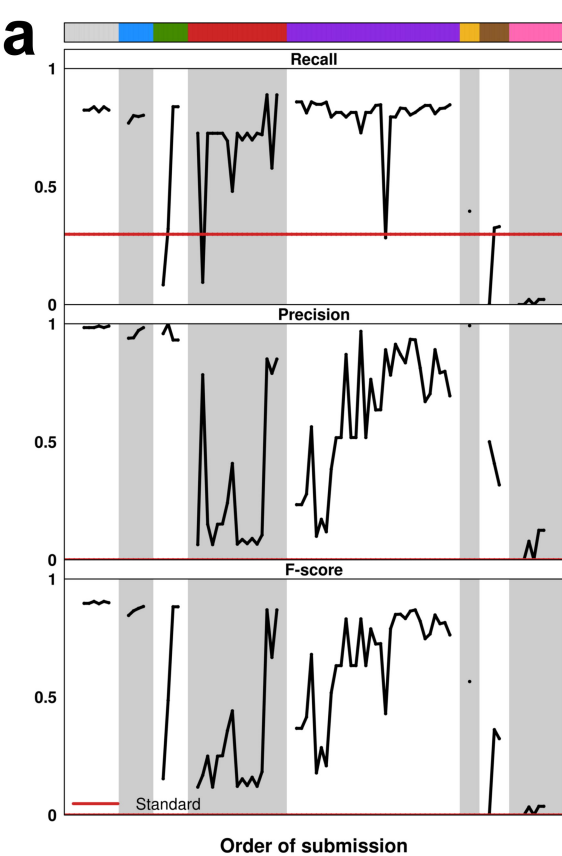 a
Recall
1
0.5
0
Precision
1
0.5
0
F-score
1
0.5
0
Standard
Order of submission